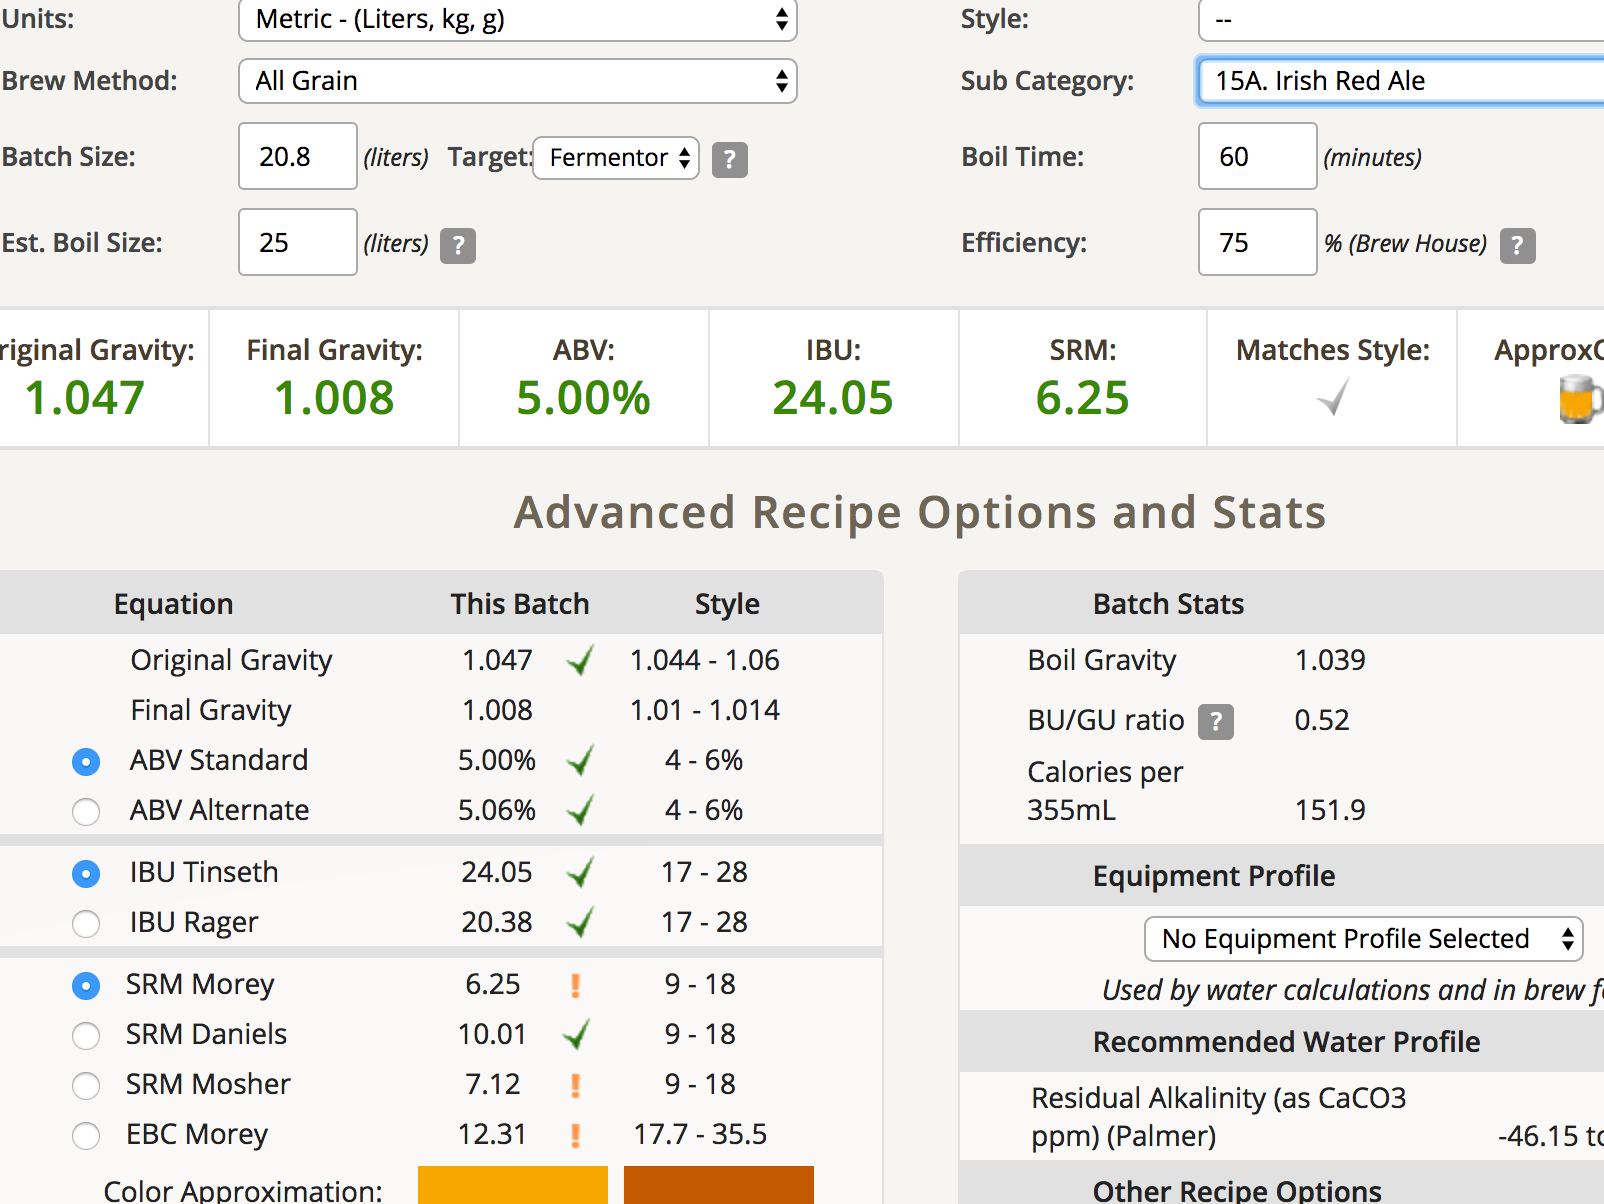 Units: Metric - (Liters, kg, g) Style: --
Brew Method: All Grain Sub Category: 15A. Irish Red Ale
Batch Size: 20.8 (liters) Target: Fermentor ? Boil Time: 60 (minutes)
Est. Boil Size: 25 (liters) ? Efficiency: 75 % (Brew House) ?
riginal Gravity: Final Gravity: ABV: IBU: SRM: Matches Style: ApproxC
1.047 1.008 5.00% 24.05 6.25
Advanced Recipe Options and Stats
Equation This Batch Style
Original Gravity 1.047 1.044 - 1.06
Final Gravity 1.008 1.01 - 1.014
ABV Standard 5.00% 4 - 6%
ABV Alternate 5.06% 4 - 6%
IBU Tinseth 24.05 17 - 28
IBU Rager 20.38 17 - 28
SRM Morey 6.25 ! 9 - 18
SRM Daniels 10.01 9 - 18
SRM Mosher 7.12 ! 9 - 18
EBC Morey 12.31 ! 17.7 - 35.5
Color Approximation:
Batch Stats
Boil Gravity 1.039
BU/GU ratio ? 0.52
Calories per
355mL 151.9
Equipment Profile
No Equipment Profile Selected
Used by water calculations and in brew f
Recommended Water Profile
Residual Alkalinity (as CaCO3
ppm) (Palmer) -46.15 to
Other Recipe Options